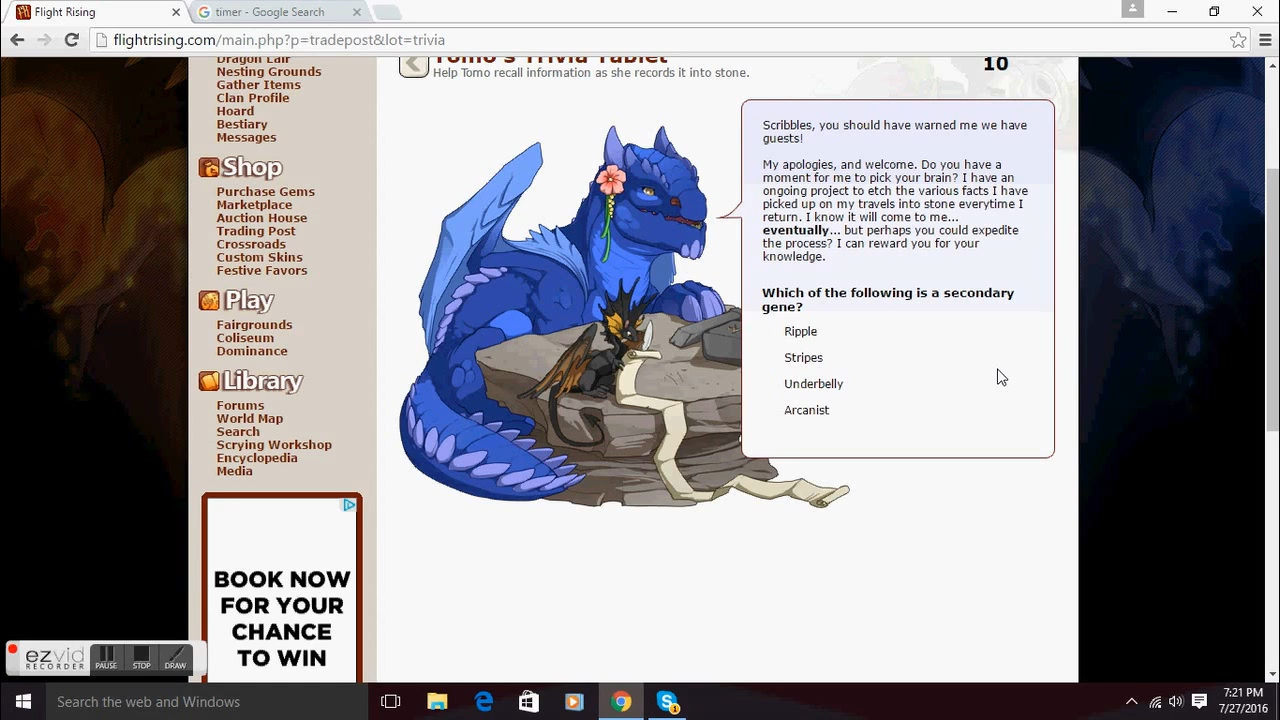 Flight Rising
timer - Google Search
flightrising.com/main.php?p=tradepost&lot=trivia
Dragon Lair
Nesting Grounds
Gather Items
Clan Profile
Hoard
Bestiary
Messages
Shop
Purchase Gems
Marketplace
Auction House
Trading Post
Crossroads
Custom Skins
Festive Favors
Play
Fairgrounds
Coliseum
Dominance
Library
Forums
World Map
Search
Scrying Workshop
Encyclopedia
Media
BOOK NOW
FOR YOUR
CHANCE
TO WIN
Tomo's Trivia Tablet
Help Tomo recall information as she records it into stone.
10
Scribbles, you should have warned me we have
guests!
My apologies, and welcome. Do you have a
moment for me to pick your brain? I have an
ongoing project to etch the various facts I have
picked up on my travels into stone everytime I
return. I know it will come to me...
eventually... but perhaps you could expedite
the process? I can reward you for your
knowledge.
Which of the following is a secondary
gene?
Ripple
Stripes
Underbelly
Arcanist
ezvid
RECORDER
PAUSE
STOP
DRAW
Search the web and Windows
1
7:21 PM
7/27/2016